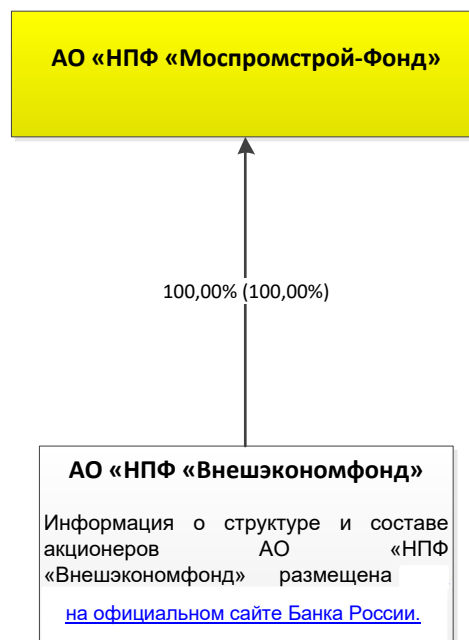 АО «НПФ «Моспромстрой-Фонд»
100,00% (100,00%)
АО «НПФ «Внешэкономфонд»
Информация о структуре и составе
акционеров АО «НПФ
«Внешэкономфонд» размещена
на официальном сайте Банка России.